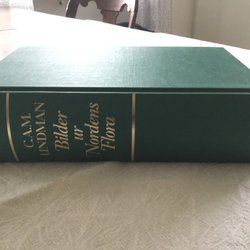 C.A.M.
LINDMAN
Bilder
ur
Nordens
Flora